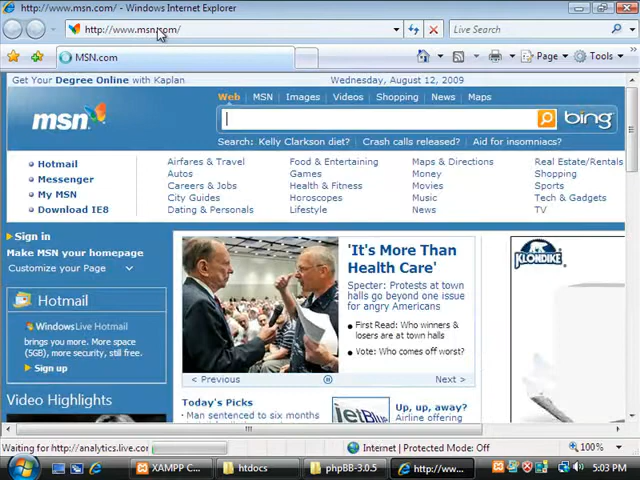 http://www.msn.com/ - Windows Internet Explorer
http://www.msn.com/
Live Search
MSN.com
Page
Tools
Get Your Degree Online with Kaplan
Wednesday, August 12, 2009
Web MSN Images Videos Shopping News Maps
msn
bing
Search: Kelly Clarkson diet? Crash calls released? Aid for insomniacs?
Hotmail
Messenger
My MSN
Download IE8
Airfares & Travel
Autos
Careers & Jobs
City Guides
Dating & Personals
Food & Entertaining
Games
Health & Fitness
Horoscopes
Lifestyle
Maps & Directions
Money
Movies
Music
News
Real Estate/Rentals
Shopping
Sports
Tech & Gadgets
TV
Sign in
Make MSN your homepage
Customize your Page
Hotmail
Windows Live Hotmail
brings you more. More space
(5GB), more security, still free.
Sign up
Video Highlights
'It's More Than
Health Care'
Specter: Protests at town
halls go beyond one issue
for angry Americans
First Read: Who winners &
losers are at town halls
Vote: Who comes off worst?
< Previous
Next >
Today's Picks
Man sentenced to six months
jetBlue
Up, up, away?
Airline offering
KLONDIKE
Waiting for http://analytics.live.com
Internet | Protected Mode: Off
100%
XAMPP C...
htdocs
phpBB-3.0.5
http://ww...
5:03 PM